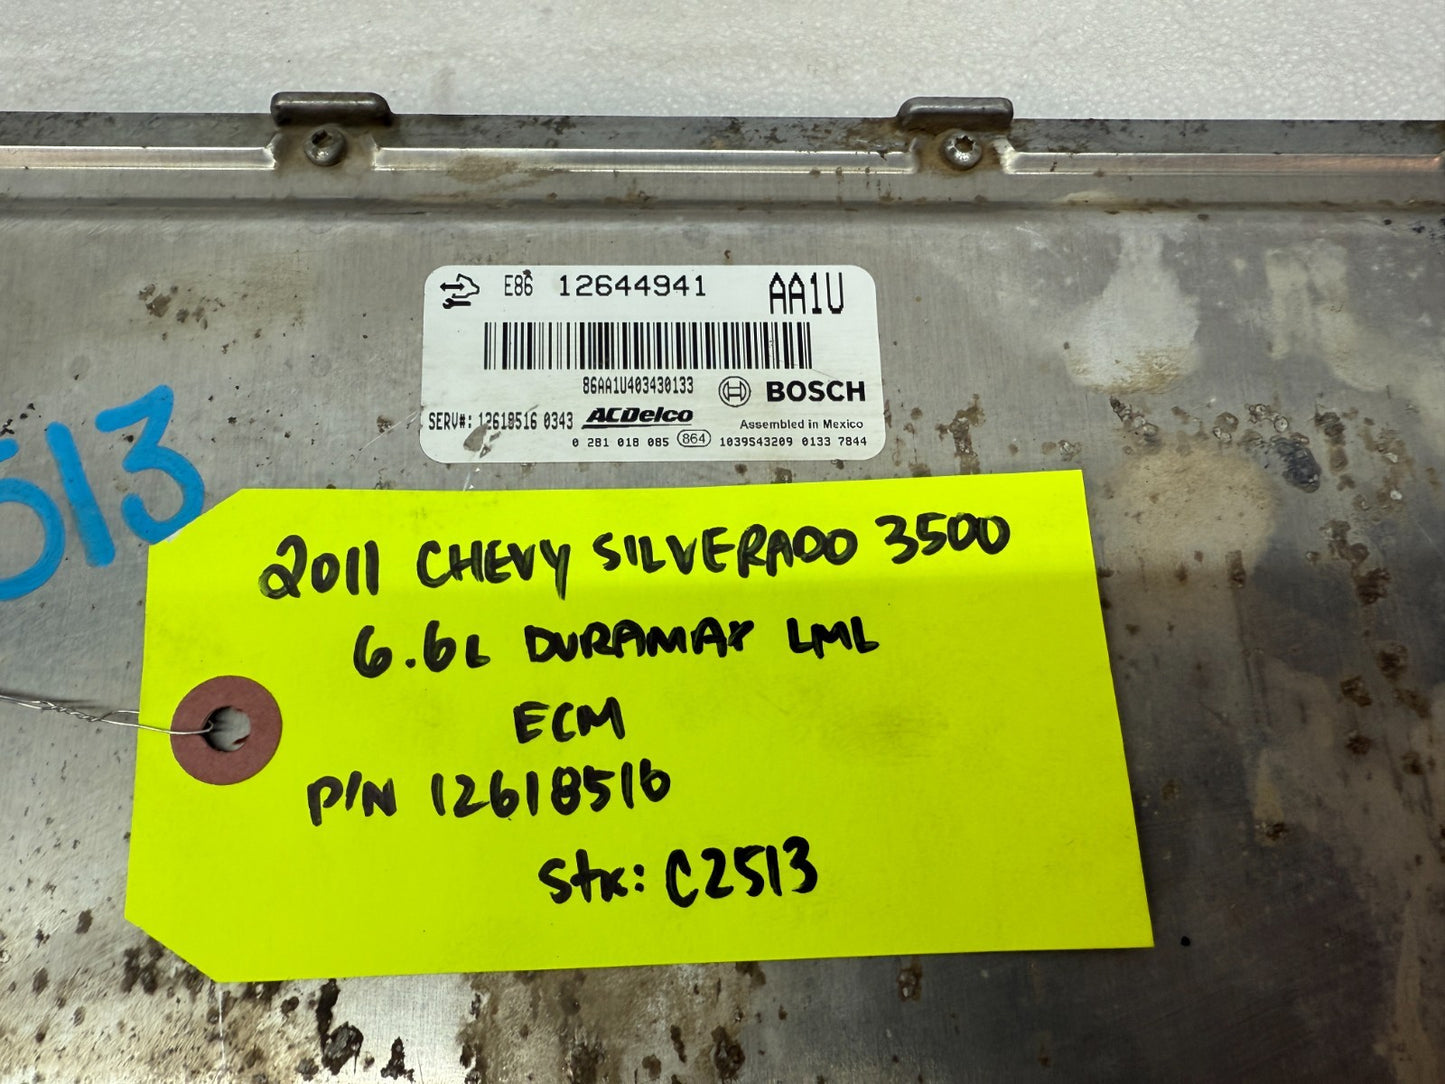 E86 12644941 AA1U
86AA1U403430133
BOSCH
SERV#: 12618516 0343 ACDelco
Assembled in Mexico
0 281 018 085 864 1039S43209 0133 7844
513
2011 CHEVY SILVERADO 3500
6.6L DURAMAX LML
ECM
P/N 12618516
Stk: C2513